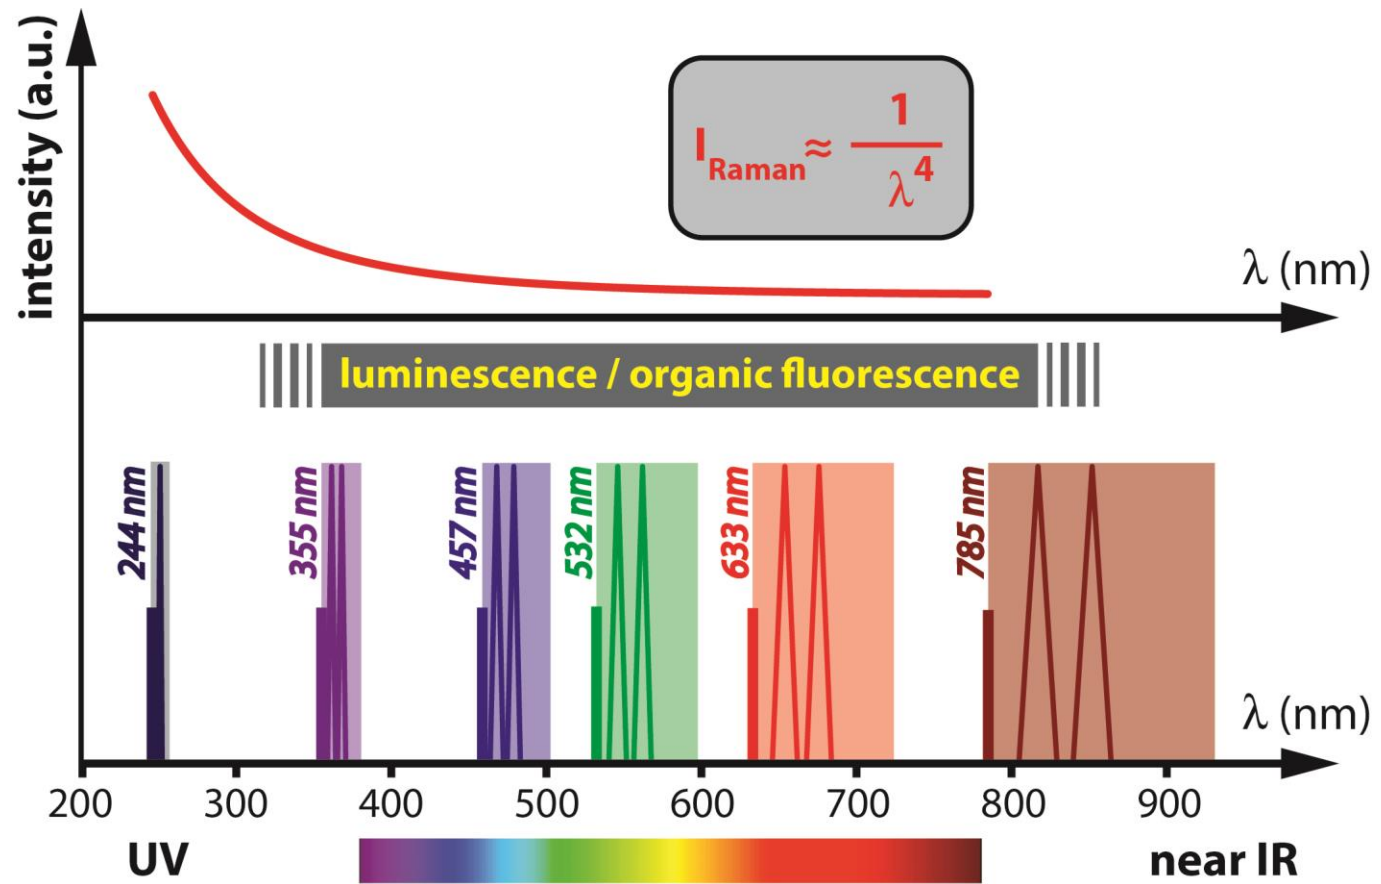 intensity (a.u.)
I Raman ≈ 1 / λ⁴
λ (nm)
luminescence / organic fluorescence
244 nm
355 nm
457 nm
532 nm
633 nm
785 nm
λ (nm)
200 300 400 500 600 700 800 900
UV near IR